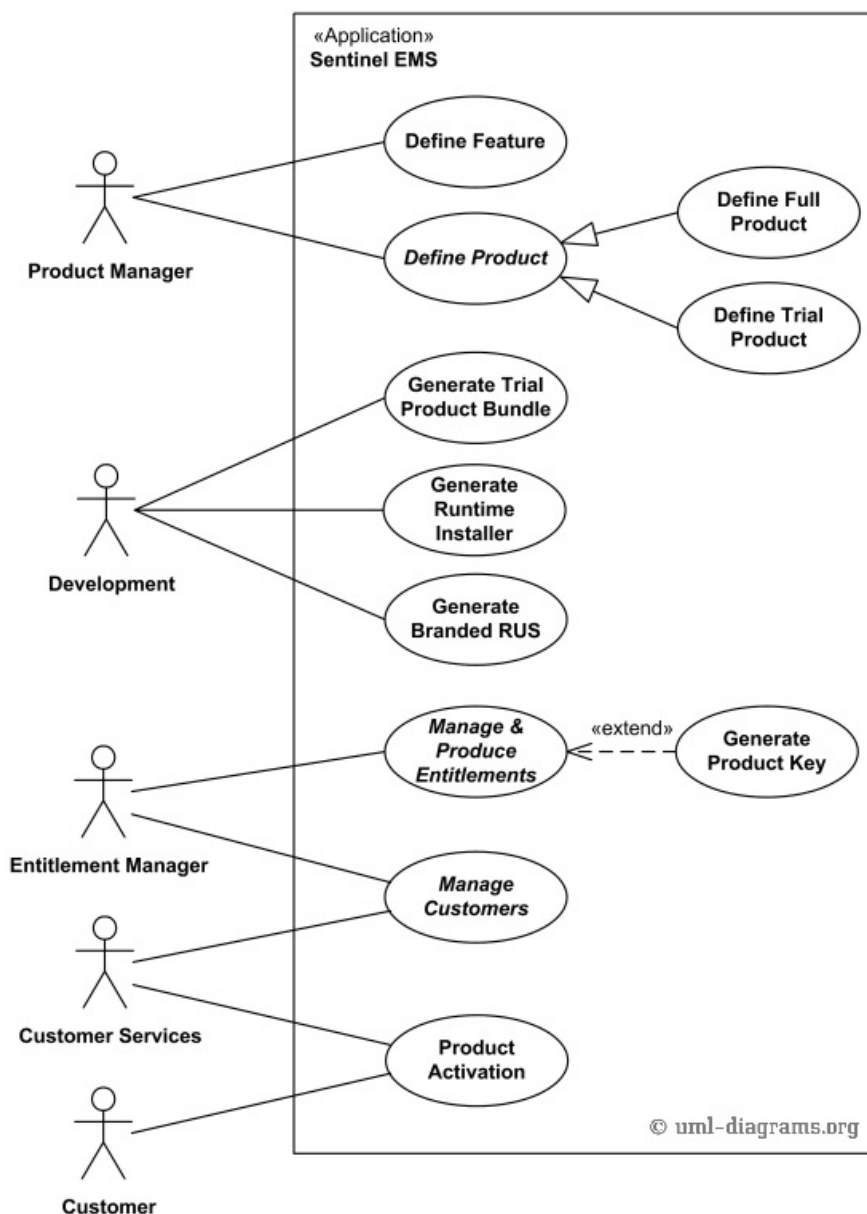 «Application»
Sentinel EMS
Define Feature
Product Manager
Define Product
Define Full
Product
Define Trial
Product
Generate Trial
Product Bundle
Development
Generate
Runtime
Installer
Generate
Branded RUS
Entitlement Manager
Manage &
Produce
Entitlements
«extend»
Generate
Product Key
Manage
Customers
Customer Services
Product
Activation
Customer
© uml-diagrams.org